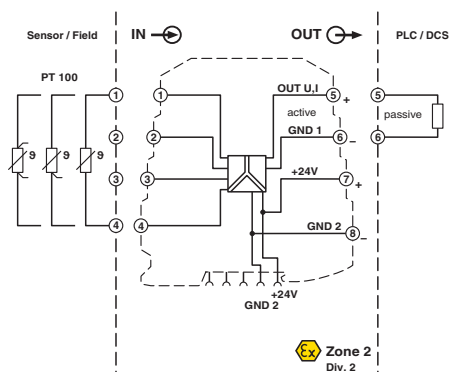 Sensor / Field
IN
OUT
PLC / DCS
PT 100
1
2
3
4
ϑ
ϑ
ϑ
1
2
3
4
OUT U,I
active
GND 1
+24V
GND 2
5
+
6
–
7
+
8
–
5
passive
6
+24V
GND 2
Ex
Zone 2
Div. 2